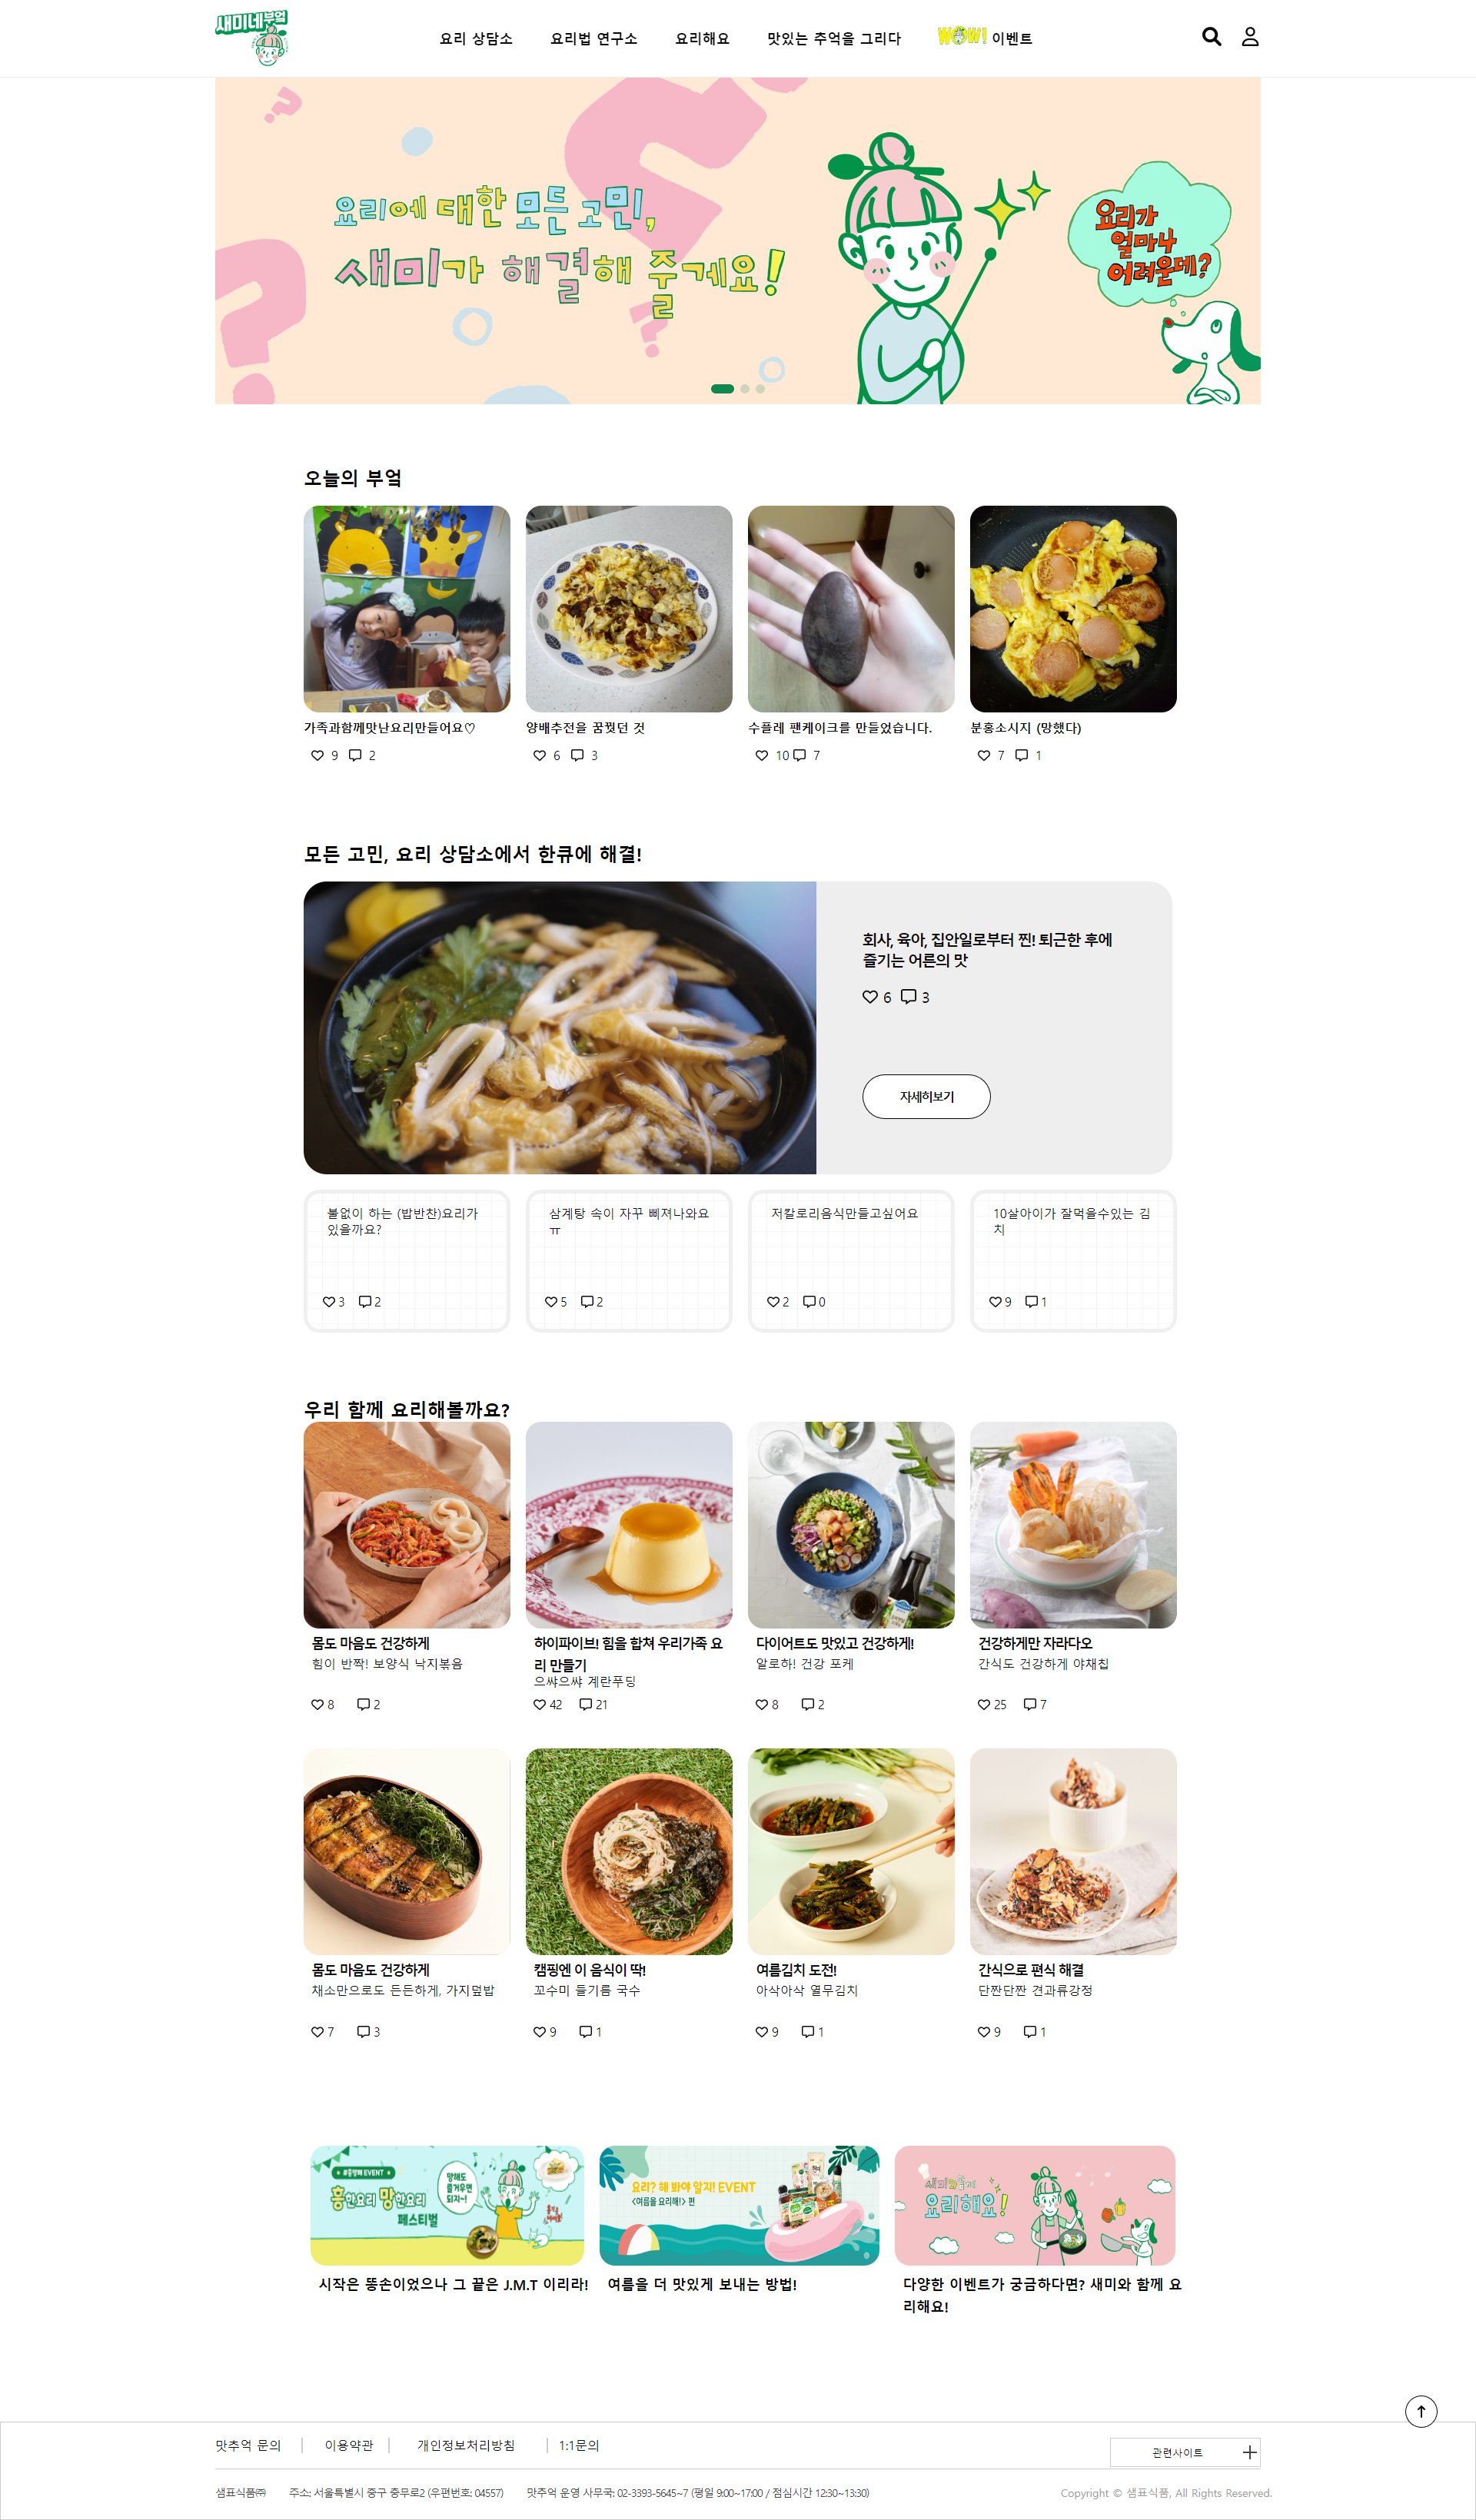 새미네부엌
요리 상담소
요리법 연구소
요리해요
맛있는 추억을 그리다
WOW! 이벤트
요리에 대한 모든 고민,
새미가 해결해 줄게요!
요리가
얼마나
어려운데?
오늘의 부엌
가족과함께맛난요리만들어요♡
9 2
양배추전을 꿈꿨던 것
6 3
수플레 팬케이크를 만들었습니다.
10 7
분홍소시지 (망했다)
7 1
모든 고민, 요리 상담소에서 한큐에 해결!
회사, 육아, 집안일로부터 찐! 퇴근한 후에
즐기는 어른의 맛
6 3
자세히보기
불없이 하는 (밥반찬)요리가
있을까요?
3 2
삼계탕 속이 자꾸 삐져나와요
ㅠ
5 2
저칼로리음식만들고싶어요
2 0
10살아이가 잘먹을수있는 김
치
9 1
우리 함께 요리해볼까요?
몸도 마음도 건강하게
힘이 반짝! 보양식 낙지볶음
8 2
하이파이브! 힘을 합쳐 우리가족 요
리 만들기
으쌰으쌰 계란푸딩
42 21
다이어트도 맛있고 건강하게!
알로하! 건강 포케
8 2
건강하게만 자라다오
간식도 건강하게 야채칩
25 7
몸도 마음도 건강하게
채소만으로도 든든하게, 가지덮밥
7 3
캠핑엔 이 음식이 딱!
꼬수미 들기름 국수
9 1
여름김치 도전!
아삭아삭 열무김치
9 1
간식으로 편식 해결
단짠단짠 견과류강정
9 1
EVENT
흥한요리 망한요리
페스티벌
망해도
즐거우면
되지~!
시작은 똥손이었으나 그 끝은 J.M.T 이리라!
요리? 해 봐야 알지! EVENT
<여름을 요리해!> 편
여름을 더 맛있게 보내는 방법!
새미와 함께
요리해요!
다양한 이벤트가 궁금하다면? 새미와 함께 요
리해요!
맛추억 문의
이용약관
개인정보처리방침
1:1문의
관련사이트
샘표식품㈜
주소: 서울특별시 중구 충무로2 (우편번호: 04557)
맛추억 운영 사무국: 02-3393-5645~7 (평일 9:00~17:00 / 점심시간 12:30~13:30)
Copyright © 샘표식품, All Rights Reserved.